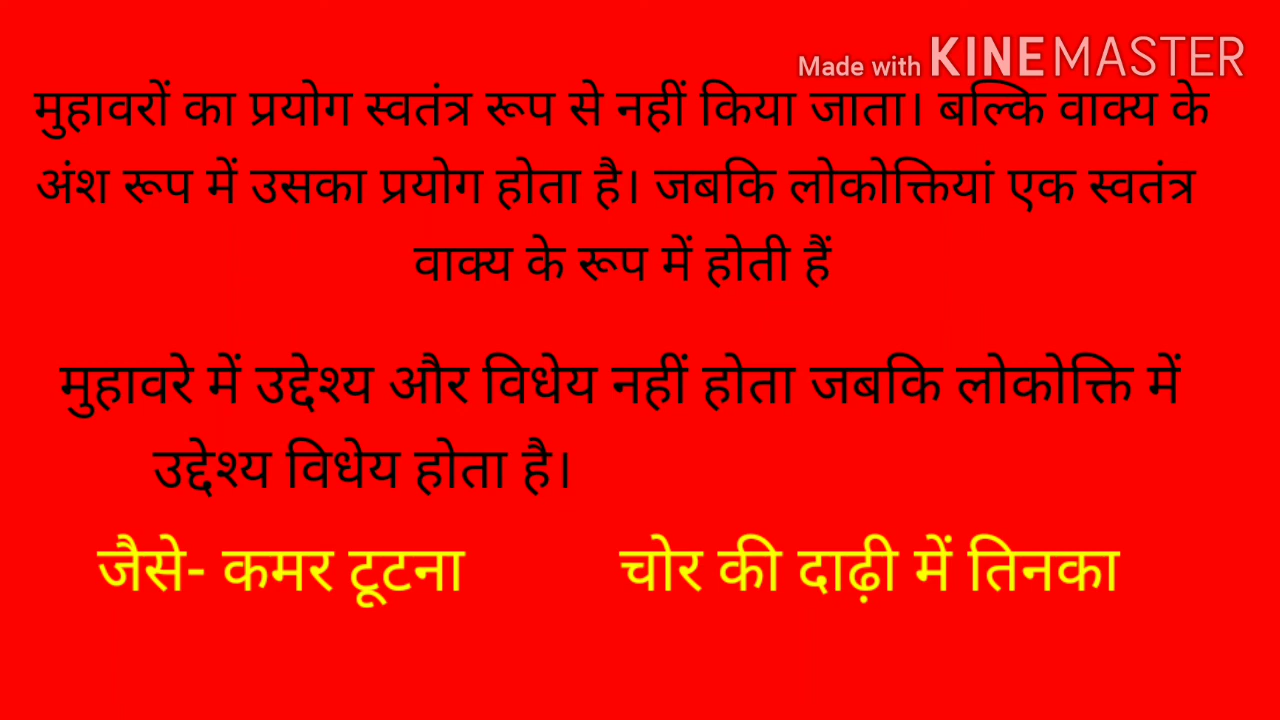 Made with KINEMASTER
मुहावरों का प्रयोग स्वतंत्र रूप से नहीं किया जाता। बल्कि वाक्य के
अंश रूप में उसका प्रयोग होता है। जबकि लोकोक्तियां एक स्वतंत्र
वाक्य के रूप में होती हैं
मुहावरे में उद्देश्य और विधेय नहीं होता जबकि लोकोक्ति में
उद्देश्य विधेय होता है।
जैसे- कमर टूटना चोर की दाढ़ी में तिनका